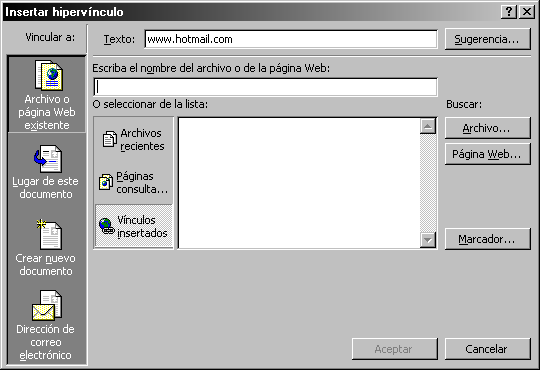 Insertar hipervínculo
Vincular a:
Texto: www.hotmail.com
Sugerencia...
Escriba el nombre del archivo o de la página Web:
O seleccionar de la lista:
Buscar:
Archivo o
página Web
existente
Lugar de este
documento
Crear nuevo
documento
Dirección de
correo
electrónico
Archivos
recientes
Páginas
consulta...
Vínculos
insertados
Archivo...
Página Web...
Marcador...
Aceptar
Cancelar